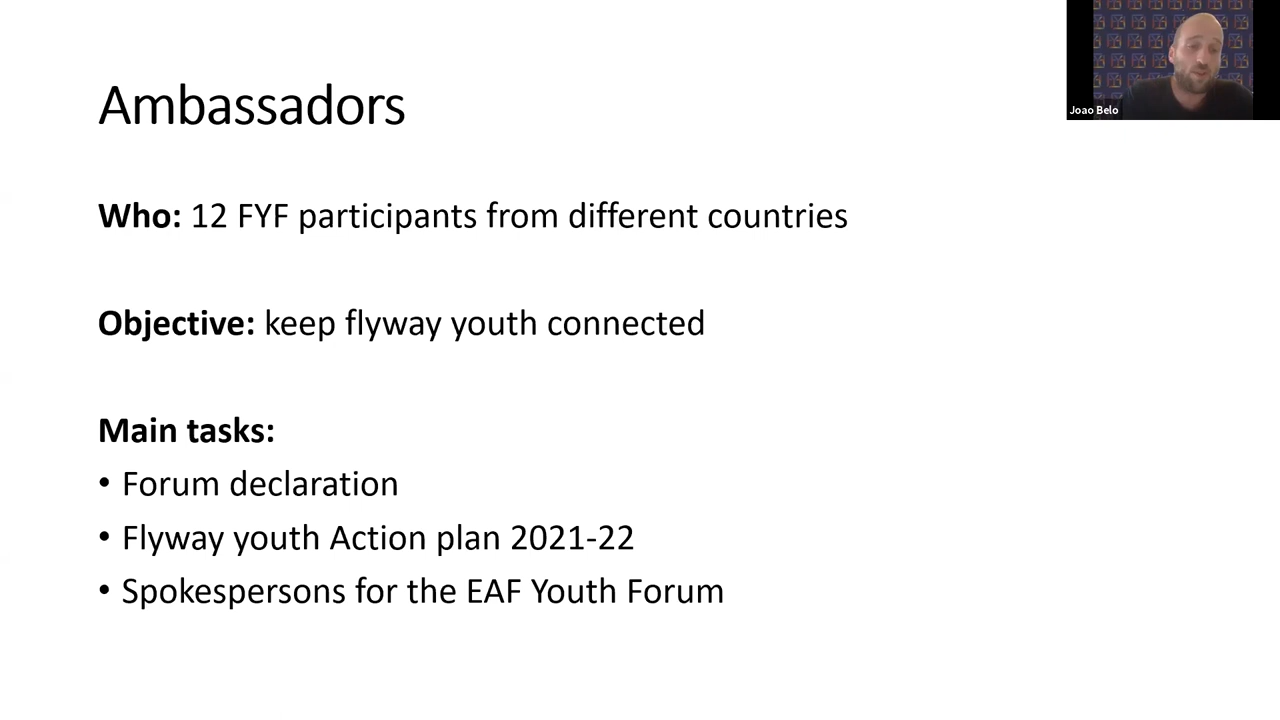 Ambassadors
Joao Belo
Who: 12 FYF participants from different countries
Objective: keep flyway youth connected
Main tasks:
• Forum declaration
• Flyway youth Action plan 2021-22
• Spokespersons for the EAF Youth Forum